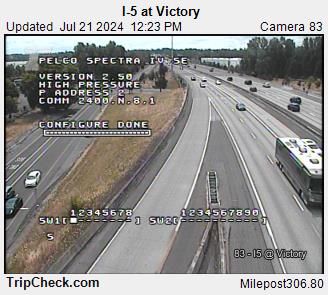 I-5 at Victory
Updated Jul 21 2024 12:23 PM Camera 83
PELCO SPECTRA IV SE
VERSION 2.50
HIGH PRESSURE
P ADDRESS 2
COMM 2400,N,8,1
CONFIGURE DONE
12345678 1234567890
SW1[ ] SW2[ ]
S
83 - I5 @ Victory
TripCheck.com Milepost306.80